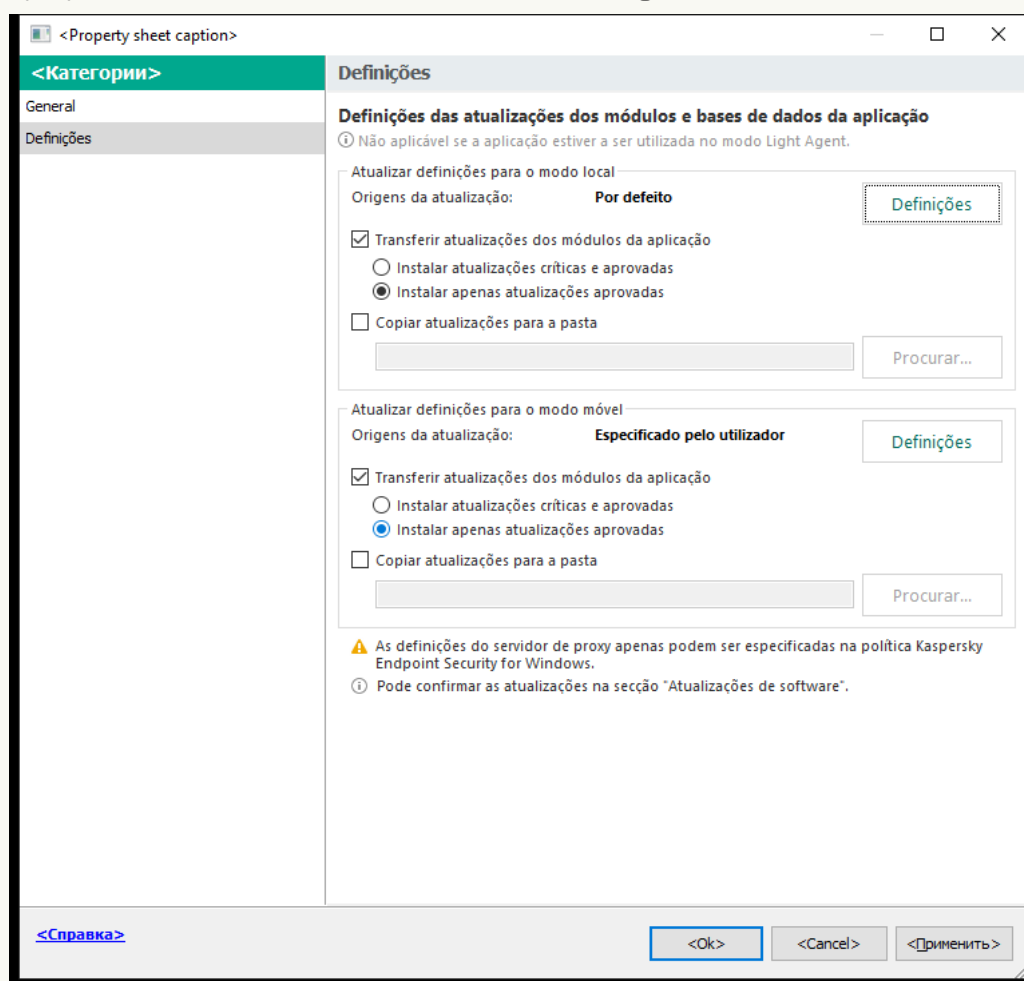 <Property sheet caption>
<Категории>
General
Definições
Definições
Definições das atualizações dos módulos e bases de dados da aplicação
Não aplicável se a aplicação estiver a ser utilizada no modo Light Agent.
Atualizar definições para o modo local
Origens da atualização: Por defeito Definições
Transferir atualizações dos módulos da aplicação
Instalar atualizações críticas e aprovadas
Instalar apenas atualizações aprovadas
Copiar atualizações para a pasta
Procurar...
Atualizar definições para o modo móvel
Origens da atualização: Especificado pelo utilizador Definições
Transferir atualizações dos módulos da aplicação
Instalar atualizações críticas e aprovadas
Instalar apenas atualizações aprovadas
Copiar atualizações para a pasta
Procurar...
As definições do servidor de proxy apenas podem ser especificadas na política Kaspersky
Endpoint Security for Windows.
Pode confirmar as atualizações na secção "Atualizações de software".
<Справка>
<Ok> <Cancel> <Применить>